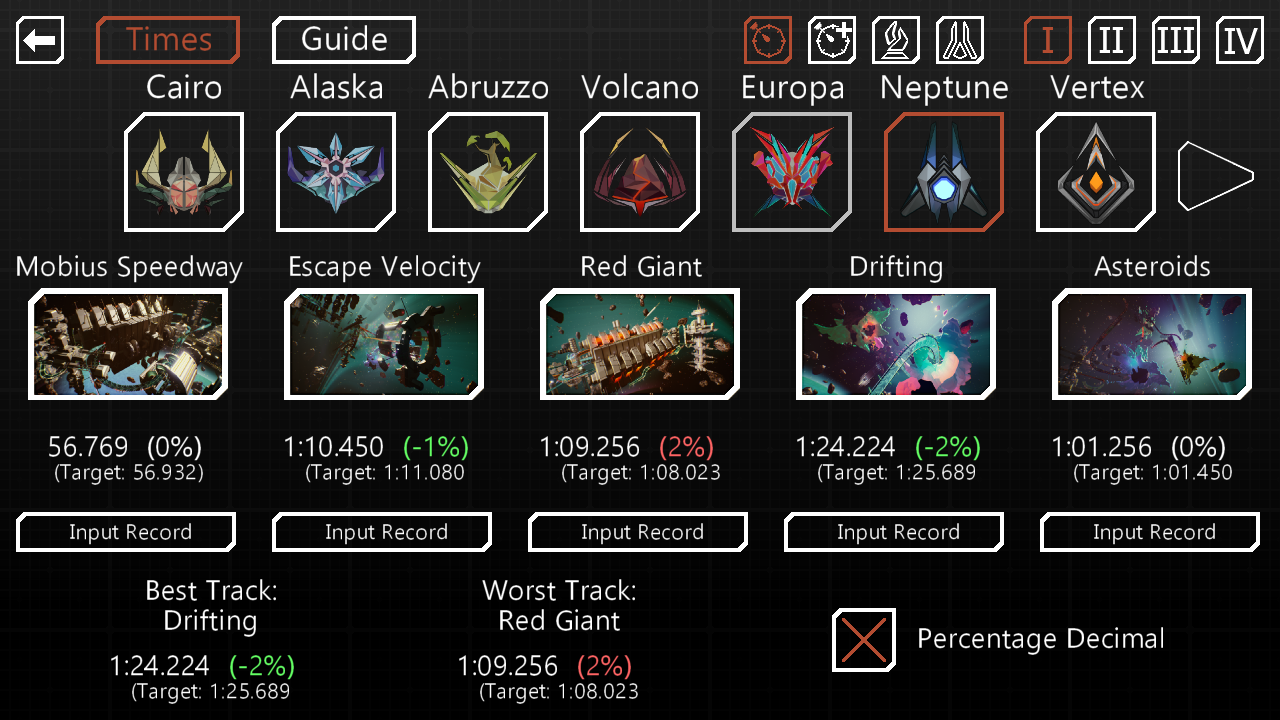 Times
Guide
I
II
III
IV
Cairo
Alaska
Abruzzo
Volcano
Europa
Neptune
Vertex
Mobius Speedway
Escape Velocity
Red Giant
Drifting
Asteroids
56.769 (0%)
(Target: 56.932)
1:10.450 (-1%)
(Target: 1:11.080
1:09.256 (2%)
(Target: 1:08.023
1:24.224 (-2%)
(Target: 1:25.689
1:01.256 (0%)
(Target: 1:01.450
Input Record
Input Record
Input Record
Input Record
Input Record
Best Track:
Drifting
1:24.224 (-2%)
(Target: 1:25.689
Worst Track:
Red Giant
1:09.256 (2%)
(Target: 1:08.023
Percentage Decimal